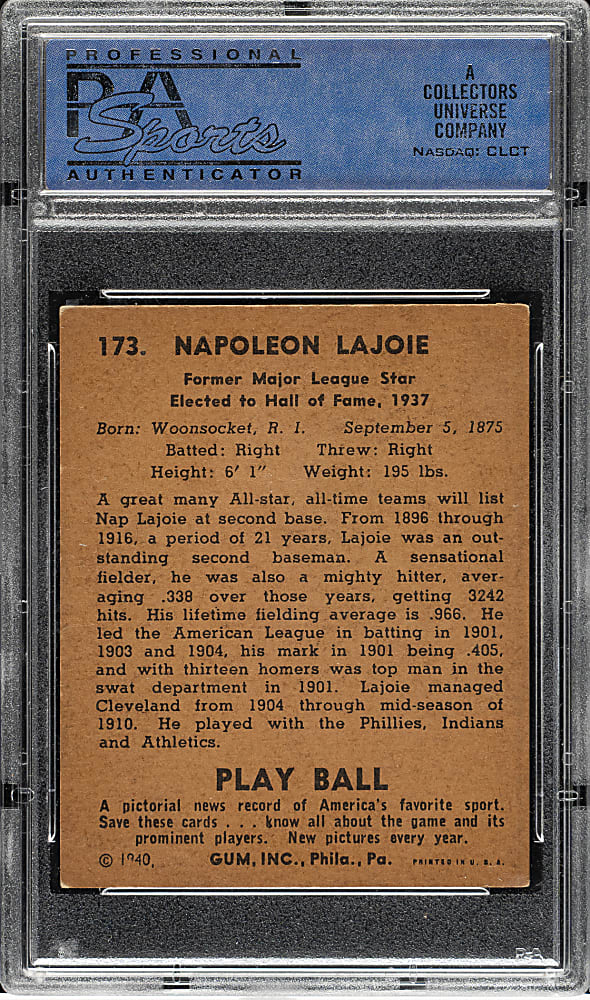 PROFESSIONAL
PSA
Sports
AUTHENTICATOR
A
COLLECTORS
UNIVERSE
COMPANY
NASDAQ: CLCT
173. NAPOLEON LAJOIE
Former Major League Star
Elected to Hall of Fame, 1937
Born: Woonsocket, R. I. September 5, 1875
Batted: Right Threw: Right
Height: 6′ 1″ Weight: 195 lbs.
A great many All-star, all-time teams will list
Nap Lajoie at second base. From 1896 through
1916, a period of 21 years, Lajoie was an out-
standing second baseman. A sensational
fielder, he was also a mighty hitter, aver-
aging .338 over those years, getting 3242
hits. His lifetime fielding average is .966. He
led the American League in batting in 1901,
1903 and 1904, his mark in 1901 being .405,
and with thirteen homers was top man in the
swat department in 1901. Lajoie managed
Cleveland from 1904 through mid-season of
1910. He played with the Phillies, Indians
and Athletics.
PLAY BALL
A pictorial news record of America's favorite sport.
Save these cards . . . know all about the game and its
prominent players. New pictures every year.
© 1940, GUM, INC., Phila., Pa. PRINTED IN U. S. A.